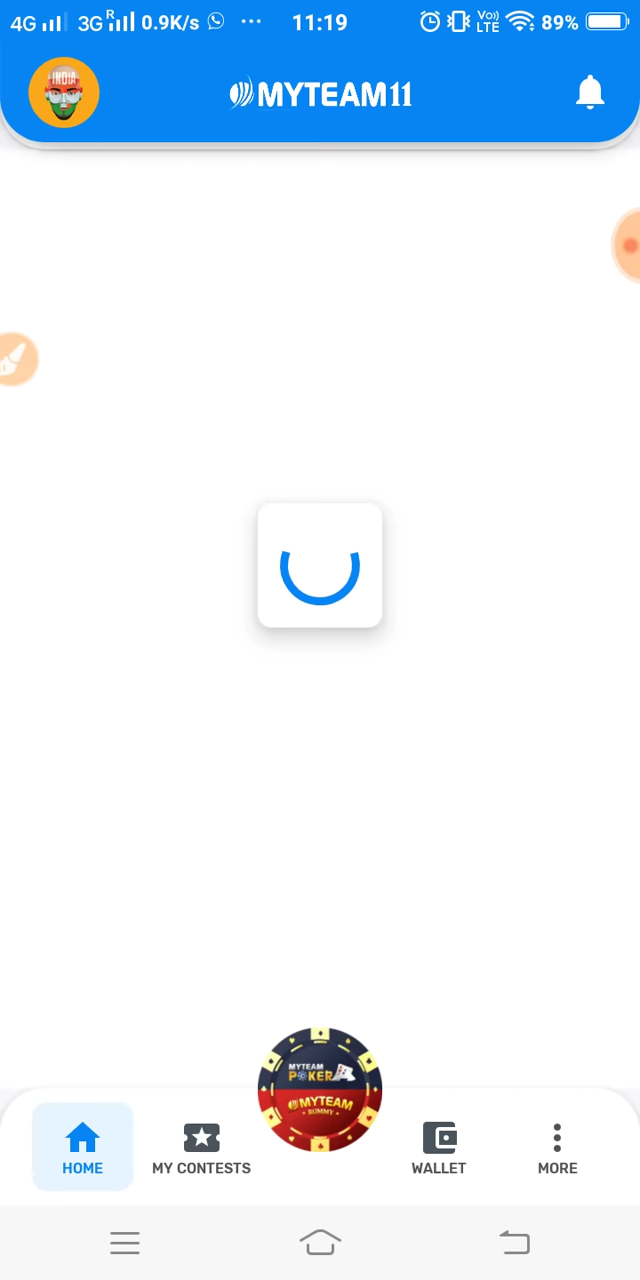 4G 3G R 0.9K/s ... 11:19 Vo) LTE 89%
INDIA
MYTEAM11
MYTEAM
POKER
MYTEAM
RUMMY
HOME
MY CONTESTS
WALLET
MORE